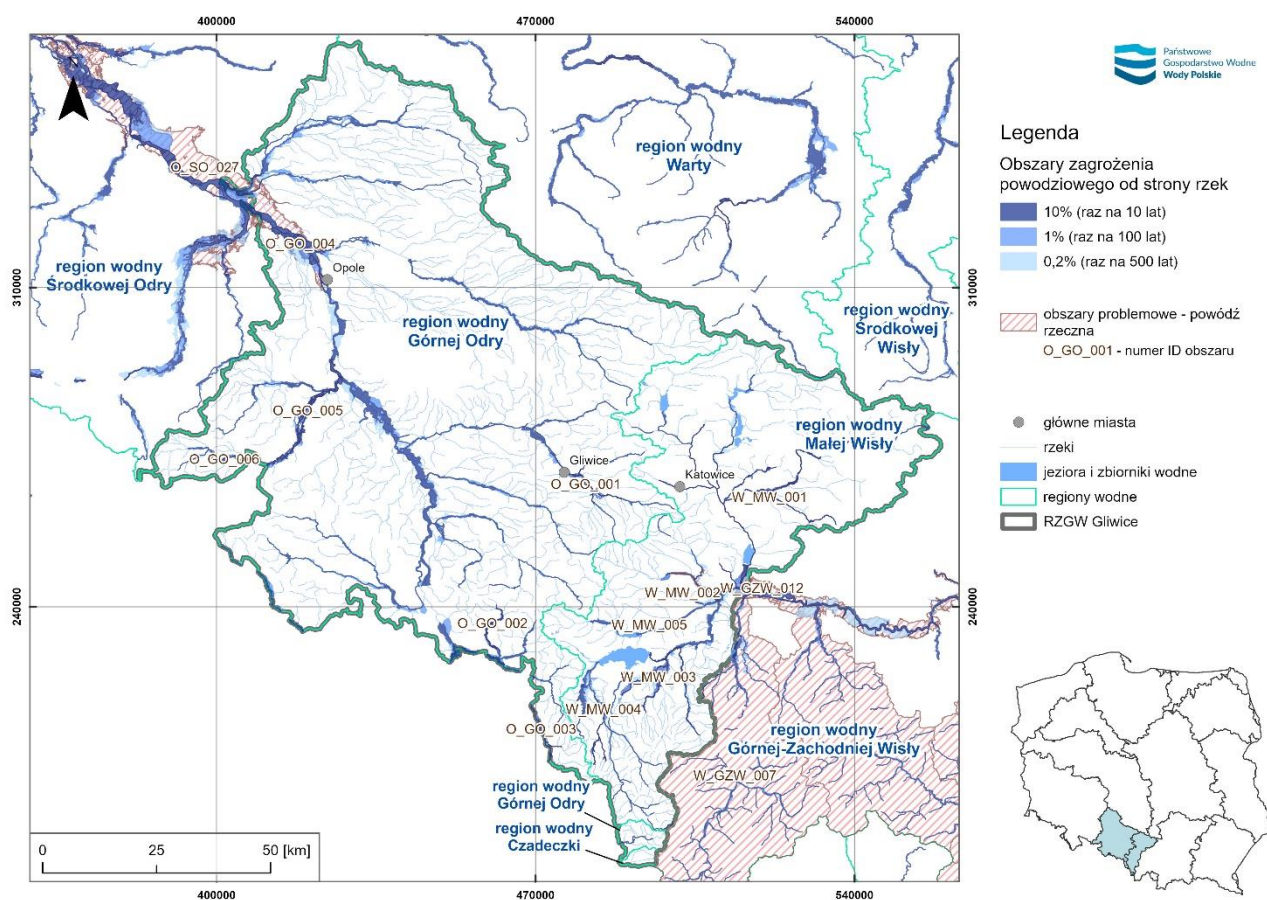 400000
470000
540000
Państwowe
Gospodarstwo Wodne
Wody Polskie
Legenda
Obszary zagrożenia
powodziowego od strony rzek
10% (raz na 10 lat)
1% (raz na 100 lat)
0,2% (raz na 500 lat)
obszary problemowe - powódź
rzeczna
O_GO_001 - numer ID obszaru
główne miasta
rzeki
jeziora i zbiorniki wodne
regiony wodne
RZGW Gliwice
region wodny
Warty
O_SO_027
O_GO_004
Opole
region wodny
Środkowej Odry
310000
310000
region wodny
Górnej Odry
region wodny
Środkowej
Wisły
O_GO_005
region wodny
Małej Wisły
O_GO_006
Gliwice
O_GO_001
Katowice
W_MW_001
W_MW_002
W_GZW_012
240000
240000
O_GO_002
W_MW_005
W_MW_003
W_MW_004
O_GO_003
region wodny
Górnej-Zachodniej Wisły
W_GZW_007
region wodny
Górnej Odry
region wodny
Czadeczki
0
25
50 [km]
400000
470000
540000